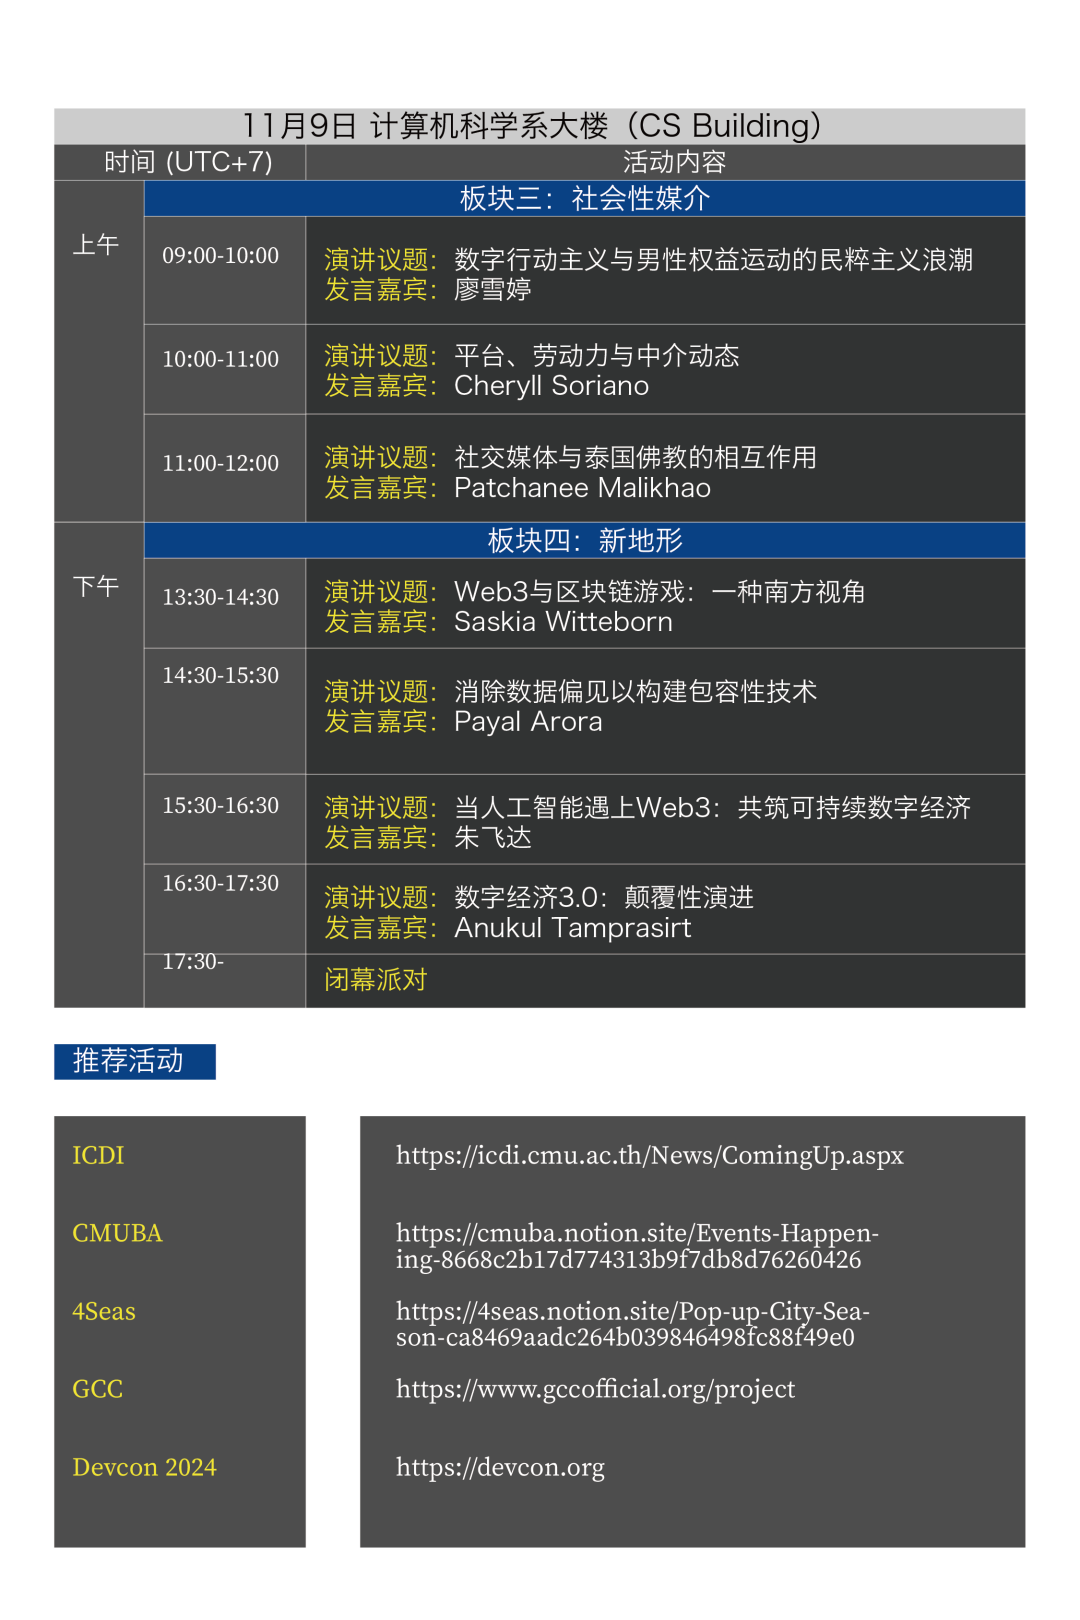 11月9日 计算机科学系大楼（CS Building）
时间 (UTC+7)
活动内容
上午
板块三：社会性媒介
09:00-10:00
演讲议题：数字行动主义与男性权益运动的民粹主义浪潮
发言嘉宾：廖雪婷
10:00-11:00
演讲议题：平台、劳动力与中介动态
发言嘉宾：Cheryll Soriano
11:00-12:00
演讲议题：社交媒体与泰国佛教的相互作用
发言嘉宾：Patchanee Malikhao
下午
板块四：新地形
13:30-14:30
演讲议题：Web3与区块链游戏：一种南方视角
发言嘉宾：Saskia Witteborn
14:30-15:30
演讲议题：消除数据偏见以构建包容性技术
发言嘉宾：Payal Arora
15:30-16:30
演讲议题：当人工智能遇上Web3：共筑可持续数字经济
发言嘉宾：朱飞达
16:30-17:30
演讲议题：数字经济3.0：颠覆性演进
发言嘉宾：Anukul Tamprasirt
17:30-
闭幕派对
推荐活动
ICDI
https://icdi.cmu.ac.th/News/ComingUp.aspx
CMUBA
https://cmuba.notion.site/Events-Happen-
ing-8668c2b17d774313b9f7db8d76260426
4Seas
https://4seas.notion.site/Pop-up-City-Sea-
son-ca8469aadc264b039846498fc88f49e0
GCC
https://www.gccofficial.org/project
Devcon 2024
https://devcon.org